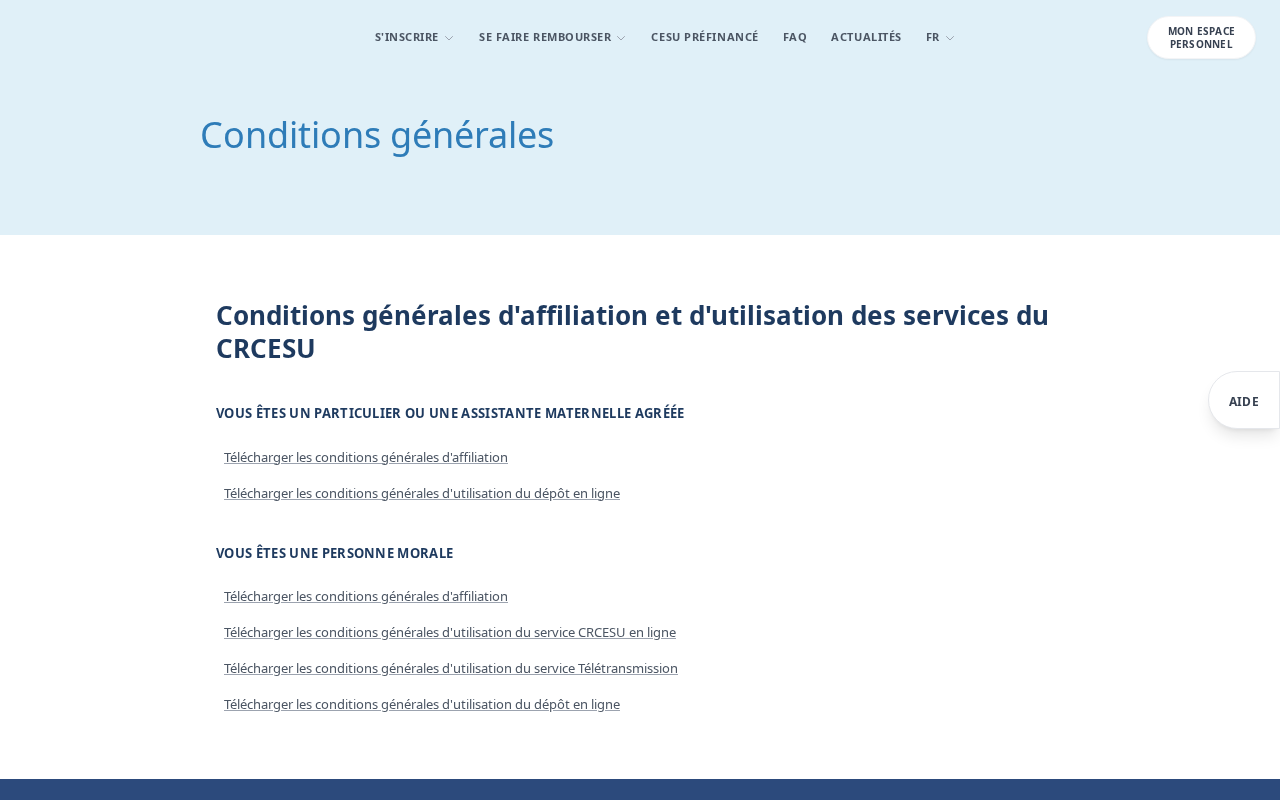 S'INSCRIRE SE FAIRE REMBOURSER CESU PRÉFINANCÉ FAQ ACTUALITÉS FR
MON ESPACE
PERSONNEL
Conditions générales
Conditions générales d'affiliation et d'utilisation des services du
CRCESU
AIDE
VOUS ÊTES UN PARTICULIER OU UNE ASSISTANTE MATERNELLE AGRÉÉE
Télécharger les conditions générales d'affiliation
Télécharger les conditions générales d'utilisation du dépôt en ligne
VOUS ÊTES UNE PERSONNE MORALE
Télécharger les conditions générales d'affiliation
Télécharger les conditions générales d'utilisation du service CRCESU en ligne
Télécharger les conditions générales d'utilisation du service Télétransmission
Télécharger les conditions générales d'utilisation du dépôt en ligne